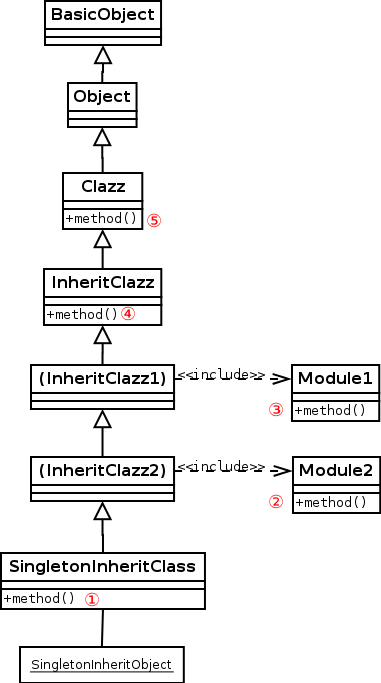 BasicObject
Object
Clazz
+method() ⑤
InheritClazz
+method() ④
(InheritClazz1) <<include>> Module1
③ +method()
(InheritClazz2) <<include>> Module2
② +method()
SingletonInheritClass
+method() ①
SingletonInheritObject